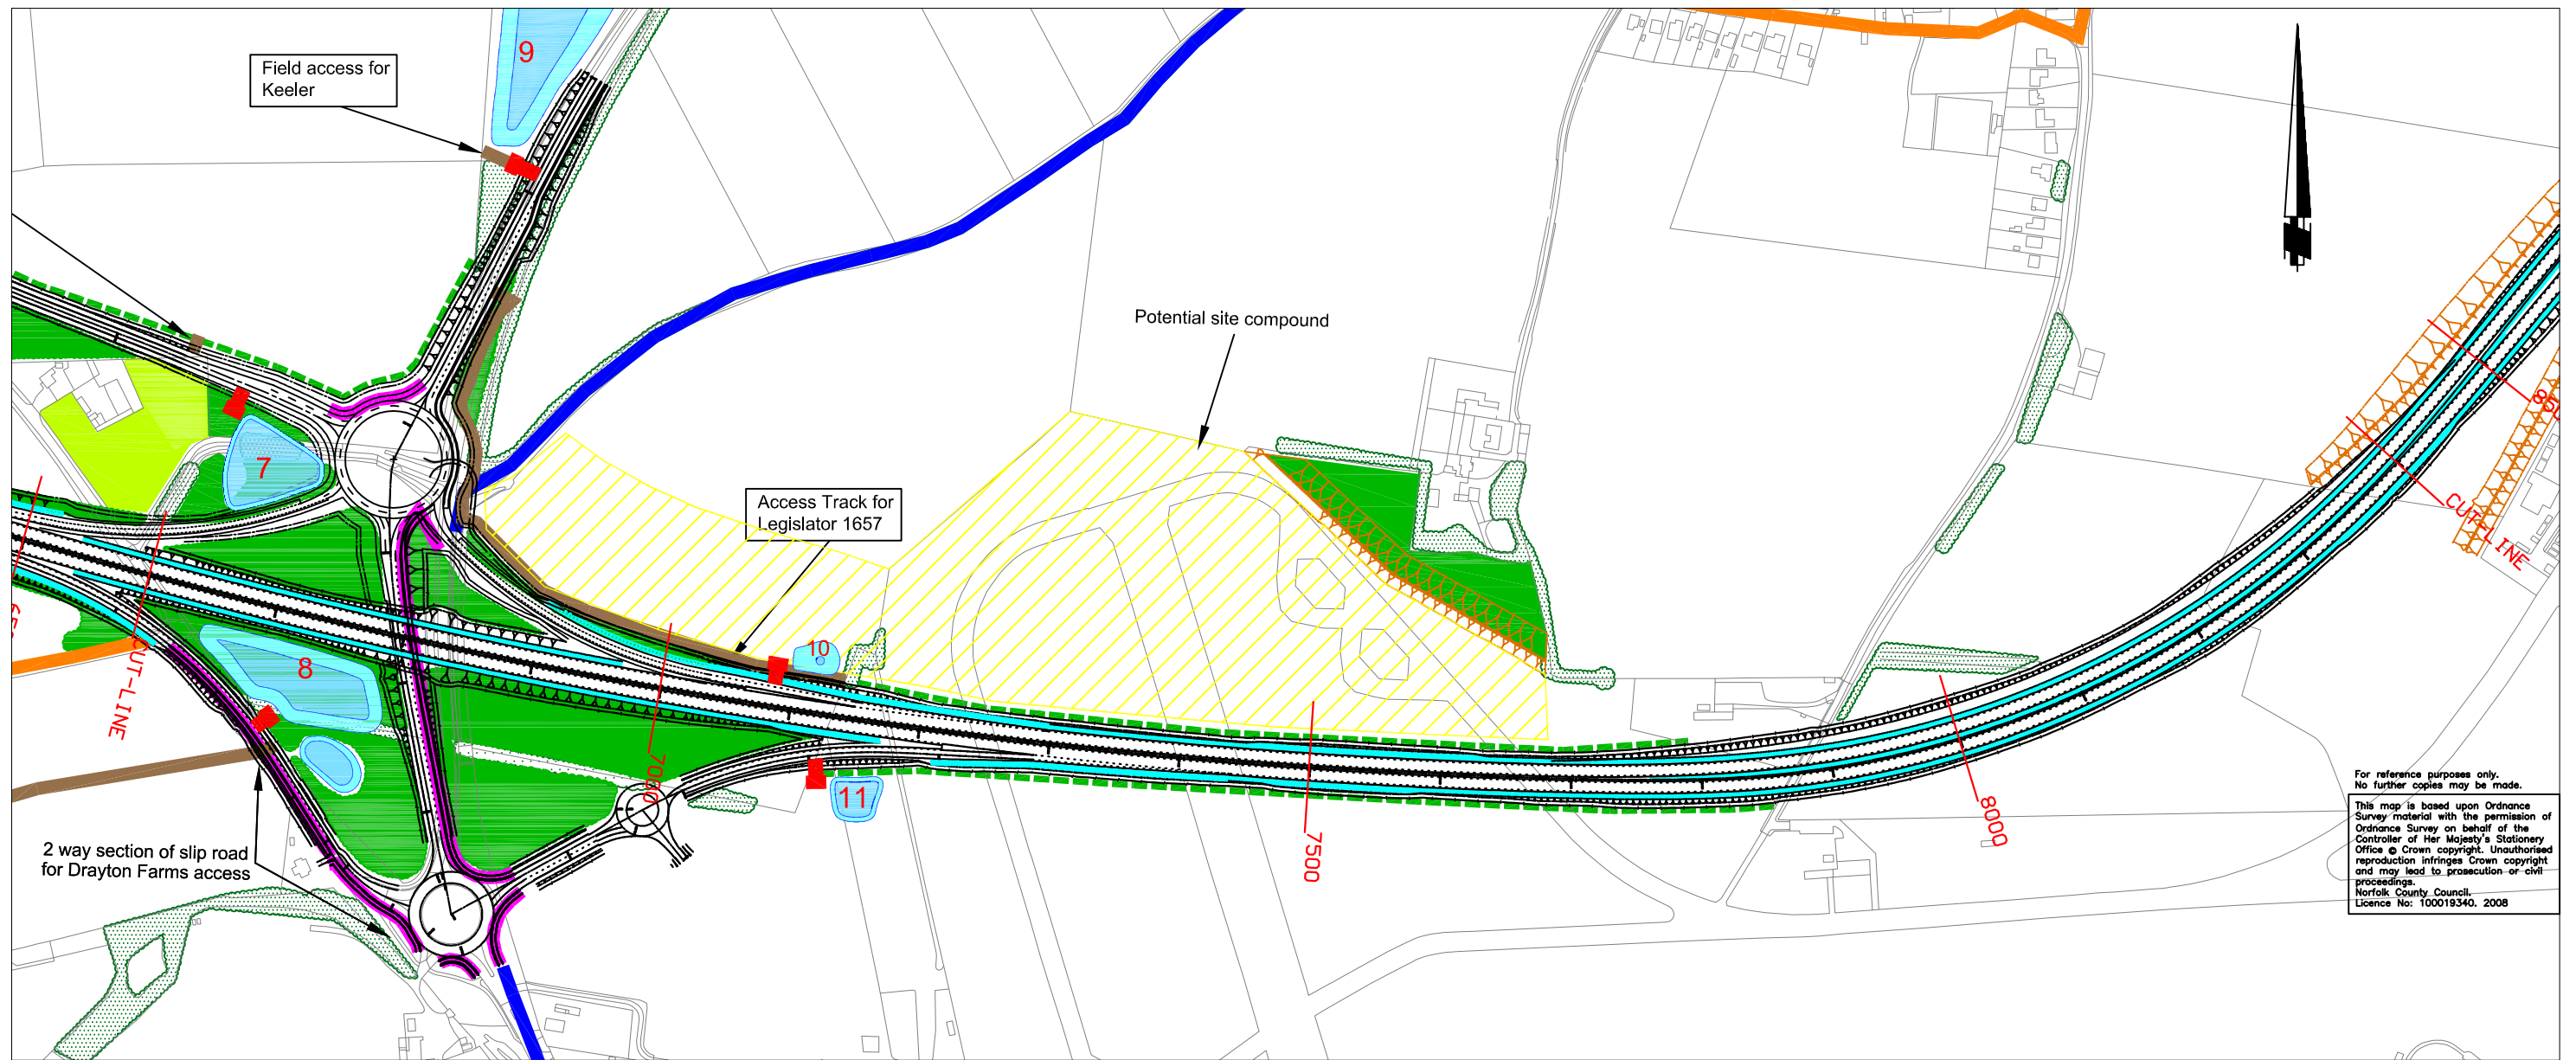 9
Field access for
Keeler
Potential site compound
7
Access Track for
Legislator 1657
10
8
CUT-LINE
7000
11
7500
8000
CUT-LINE
2 way section of slip road
for Drayton Farms access
For reference purposes only.
No further copies may be made.
This map is based upon Ordnance
Survey material with the permission of
Ordnance Survey on behalf of the
Controller of Her Majesty's Stationery
Office © Crown copyright. Unauthorised
reproduction infringes Crown copyright
and may lead to prosecution or civil
proceedings.
Norfolk County Council.
Licence No: 100019340. 2008